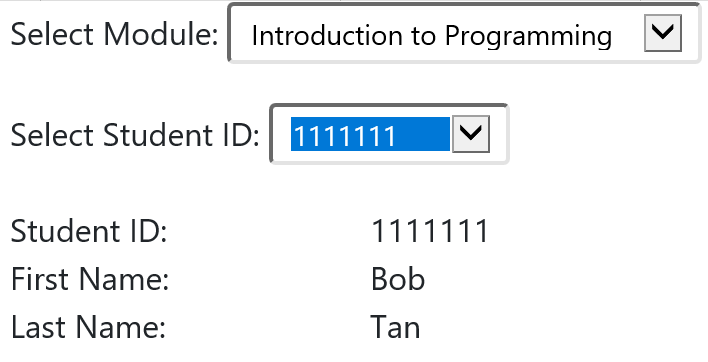 Select Module: Introduction to Programming
Select Student ID: 1111111
Student ID: 1111111
First Name: Bob
Last Name: Tan